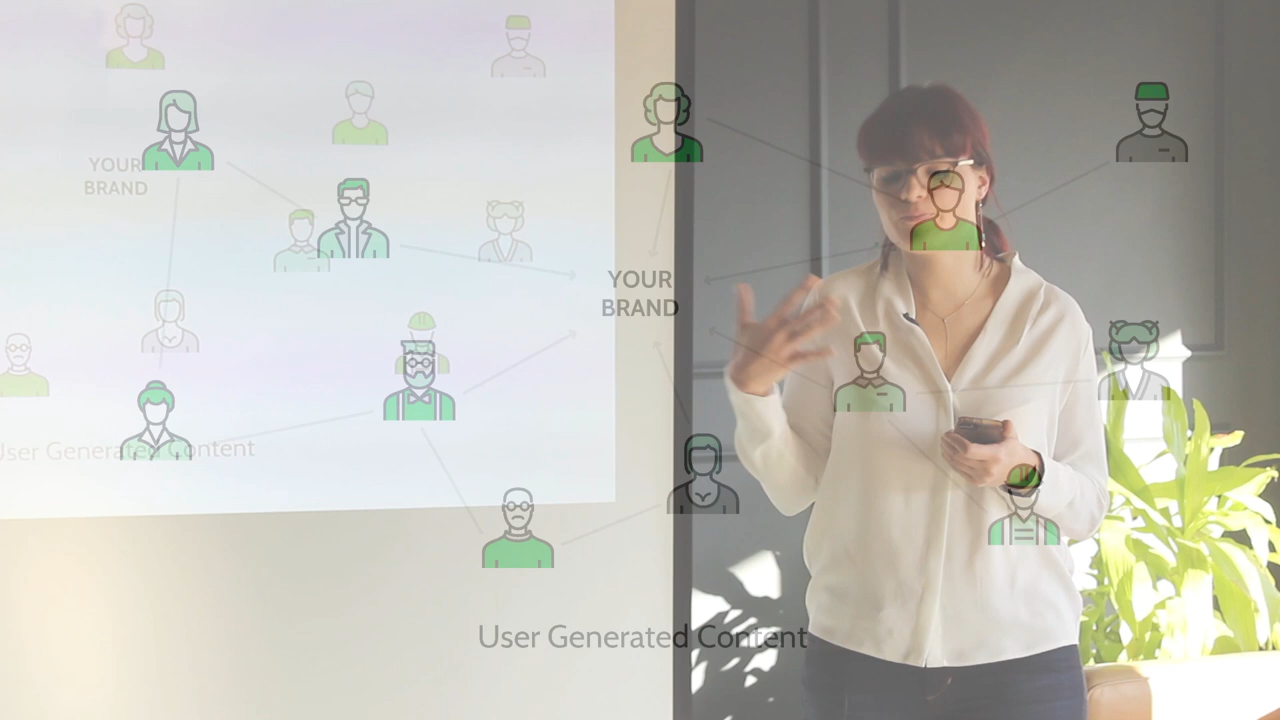 YOUR
BRAND
YOUR
BRAND
User Generated Content
User Generated Content